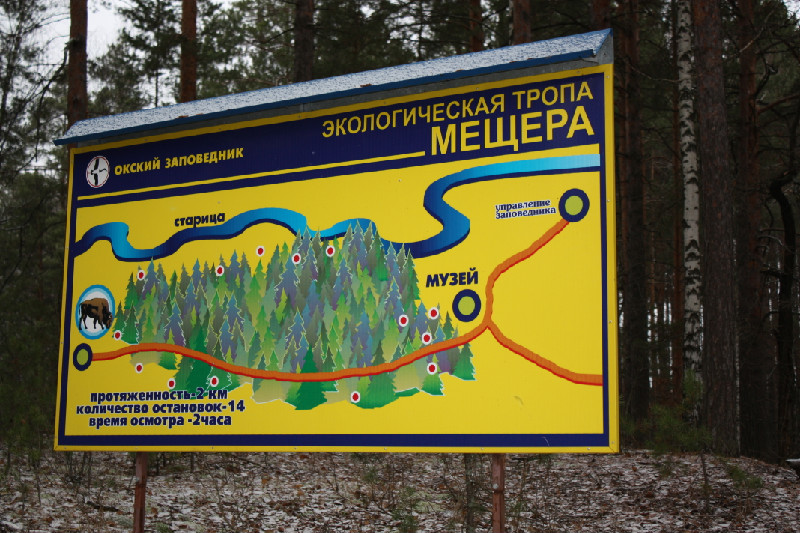 ЭКОЛОГИЧЕСКАЯ ТРОПА
МЕЩЕРА
ОКСКИЙ ЗАПОВЕДНИК
старица
управление
заповедника
МУЗЕЙ
протяженность-2 км
количество остановок-14
время осмотра -2часа